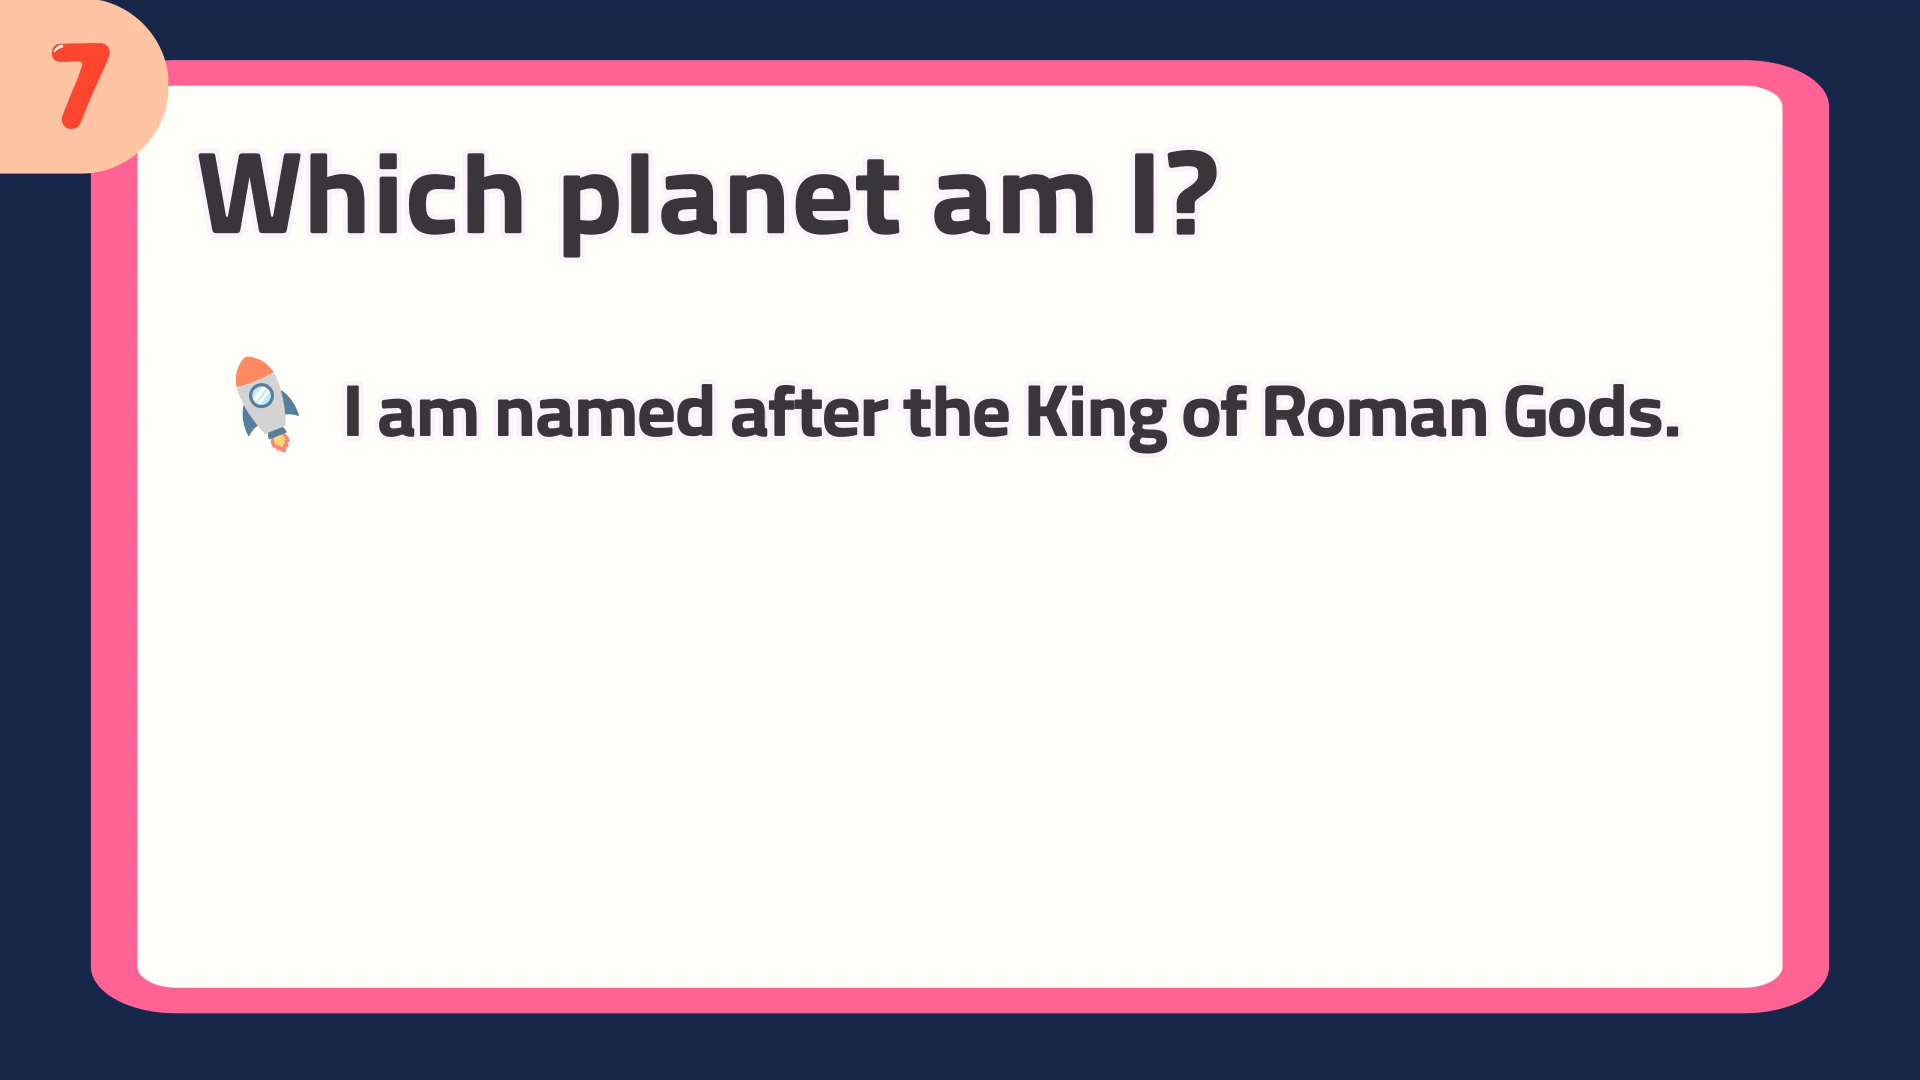 7
Which planet am I?
I am named after the King of Roman Gods.